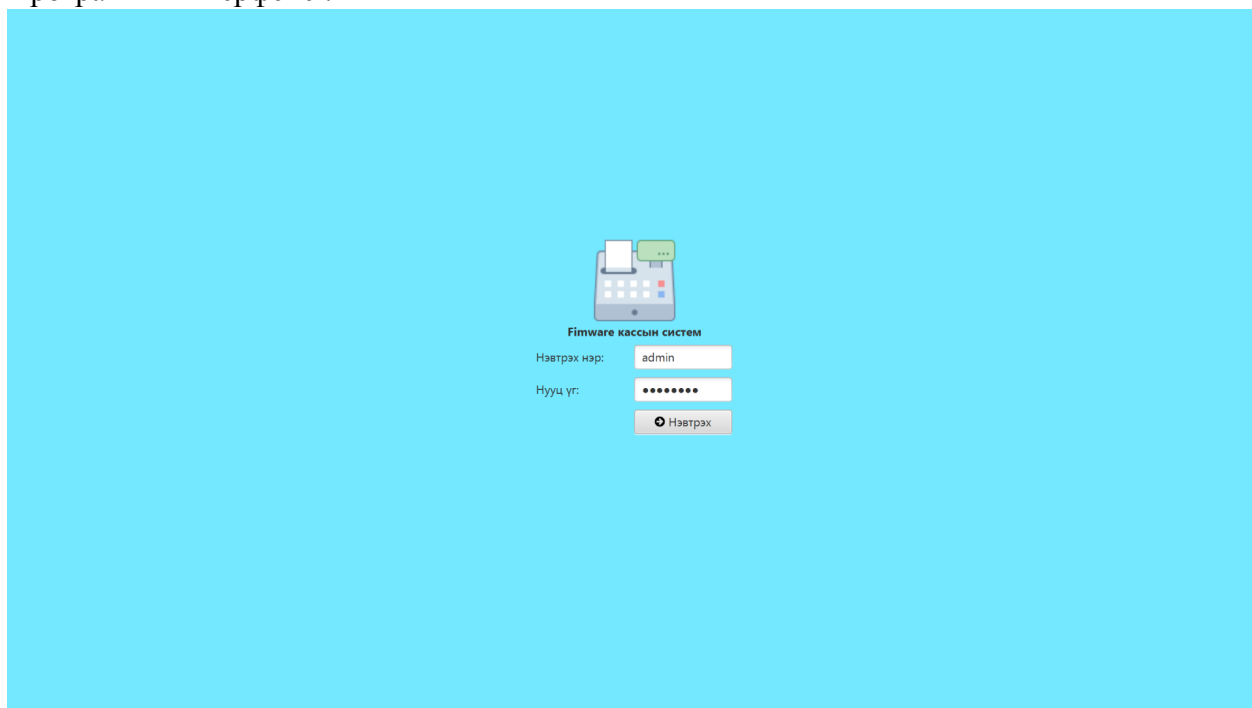 Fimware кассын систем
Нэвтрэх нэр: admin
Нууц үг: ●●●●●●●●
Нэвтрэх